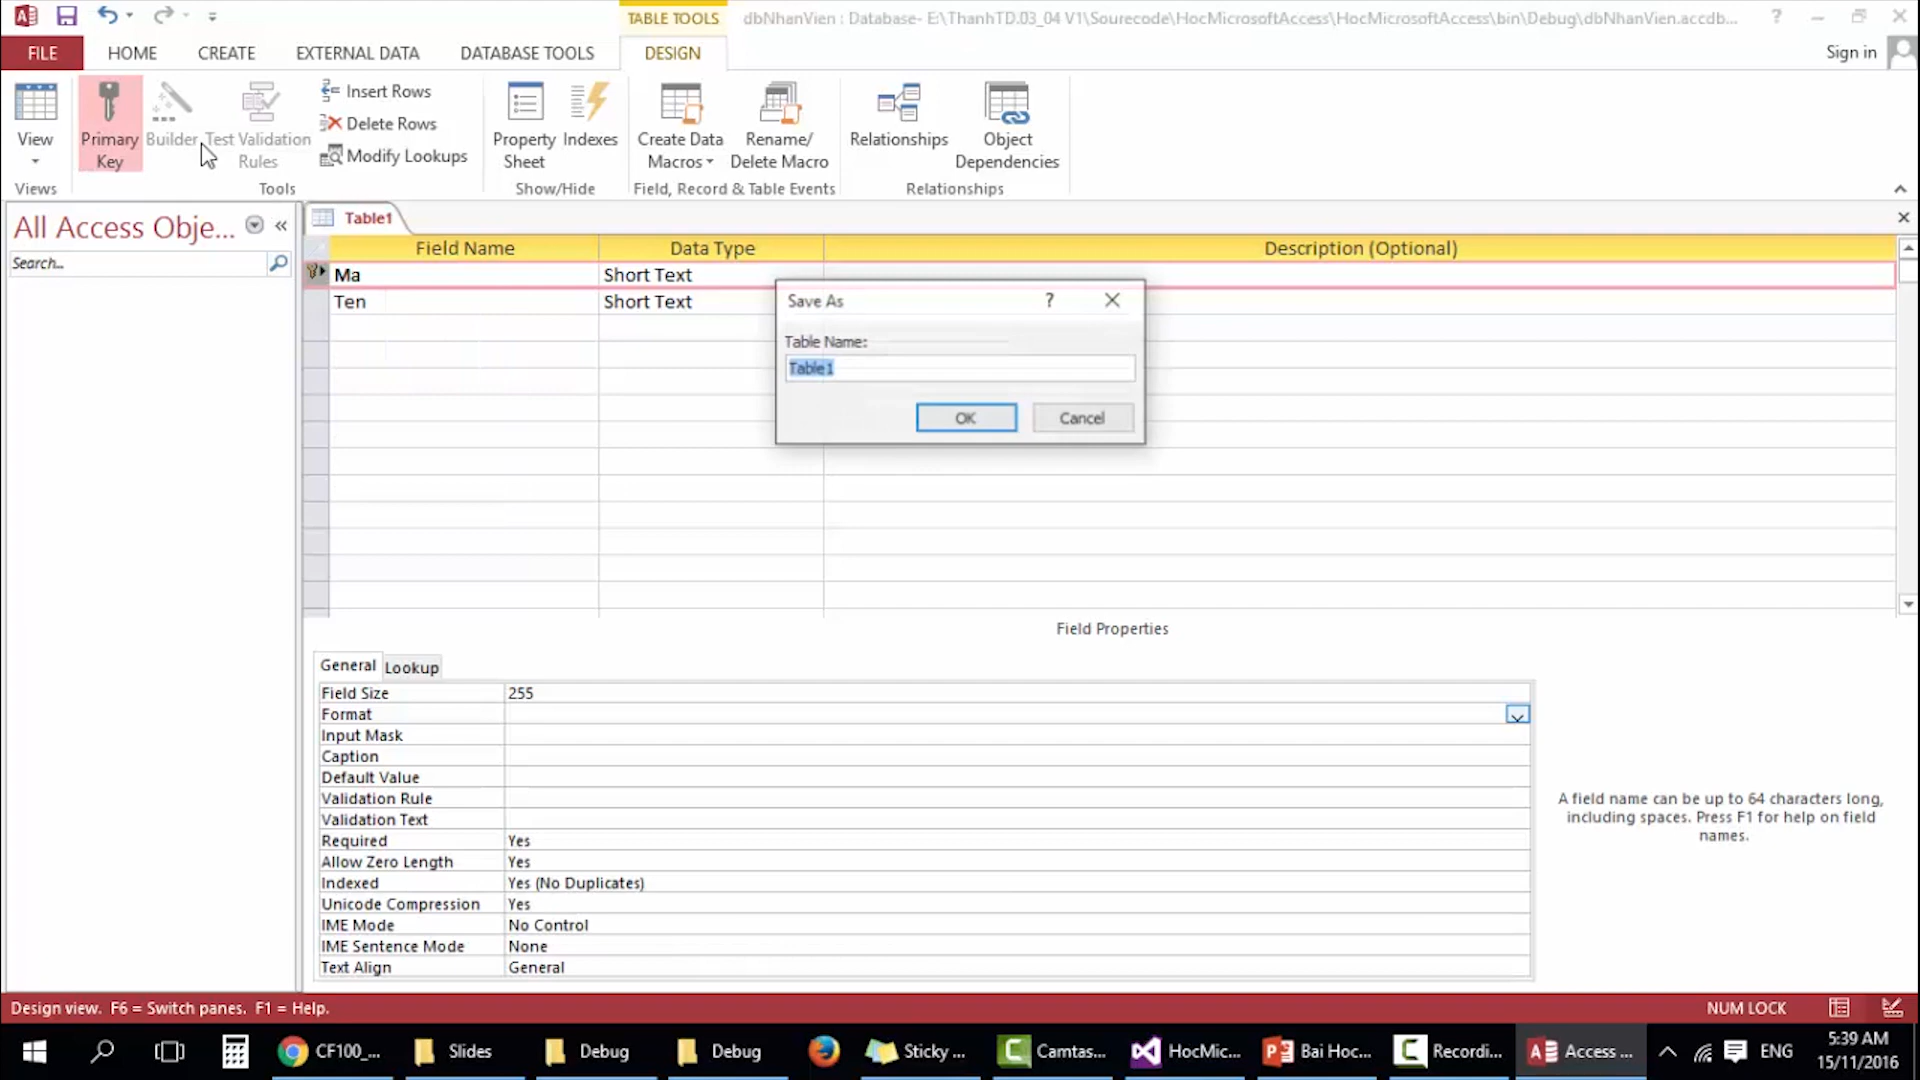 TABLE TOOLS
dbNhanVien : Database- E:\ThanhTD.03_04 V1\Sourecode\HocMicrosoftAccess\HocMicrosoftAccess\bin\Debug\dbNhanVien.accdb...
?
FILE
HOME
CREATE
EXTERNAL DATA
DATABASE TOOLS
DESIGN
Sign in
View
Primary
Key
Builder
Test Validation
Rules
Insert Rows
Delete Rows
Modify Lookups
Property
Sheet
Indexes
Create Data
Macros
Rename/
Delete Macro
Relationships
Object
Dependencies
Views
Tools
Show/Hide
Field, Record & Table Events
Relationships
All Access Obje...
Search...
Table1
Field Name
Data Type
Description (Optional)
Ma
Short Text
Ten
Short Text
Save As
?
Table Name:
Table1
OK
Cancel
Field Properties
General
Lookup
Field Size
255
Format
Input Mask
Caption
Default Value
Validation Rule
Validation Text
Required
Yes
Allow Zero Length
Yes
Indexed
Yes (No Duplicates)
Unicode Compression
Yes
IME Mode
No Control
IME Sentence Mode
None
Text Align
General
A field name can be up to 64 characters long,
including spaces. Press F1 for help on field
names.
Design view.  F6 = Switch panes.  F1 = Help.
NUM LOCK
CF100_...
Slides
Debug
Debug
Sticky ...
Camtas...
HocMic...
Bai Hoc...
Recordi...
Access ...
ENG
5:39 AM
15/11/2016